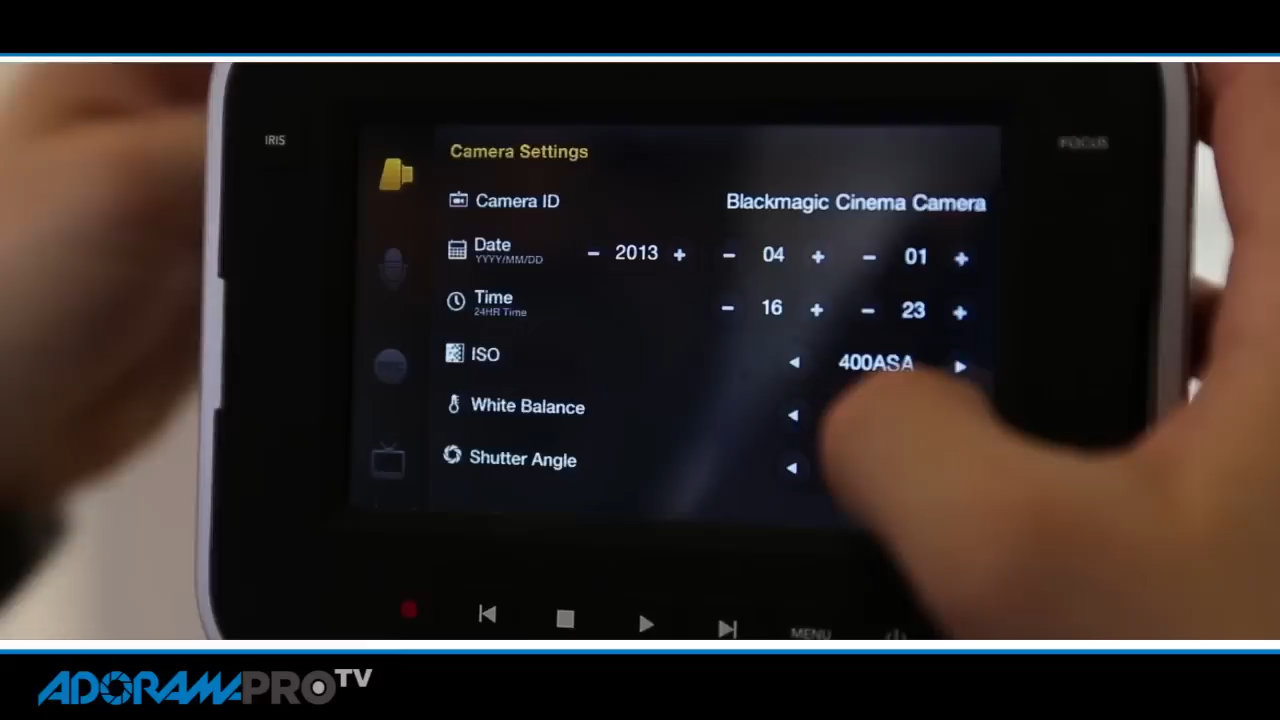 IRIS
FOCUS
Camera Settings
Camera ID Blackmagic Cinema Camera
Date - 2013 + - 04 + - 01 +
YYYY/MM/DD
Time - 16 + - 23 +
24HR Time
ISO 400ASA
White Balance
Shutter Angle
MENU
ADORAMAPROTV